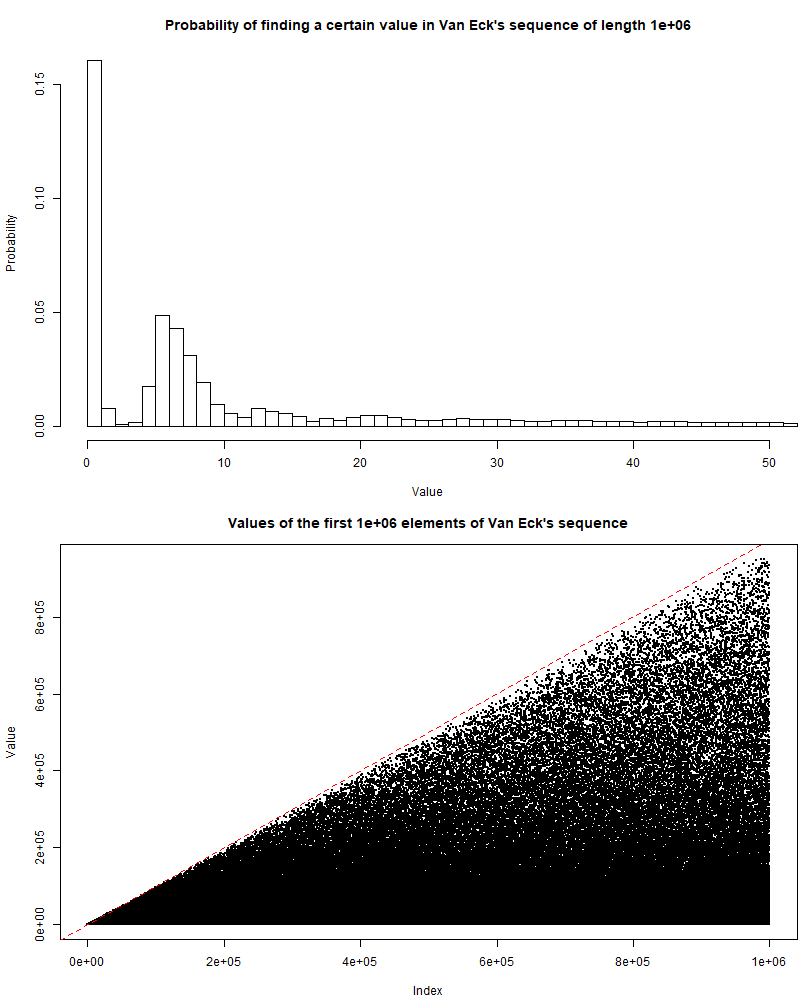 Probability of finding a certain value in Van Eck's sequence of length 1e+06
0.15
0.10
0.05
0.00
Probability
0 10 20 30 40 50
Value
Values of the first 1e+06 elements of Van Eck's sequence
8e+05
6e+05
4e+05
2e+05
0e+00
Value
0e+00 2e+05 4e+05 6e+05 8e+05 1e+06
Index